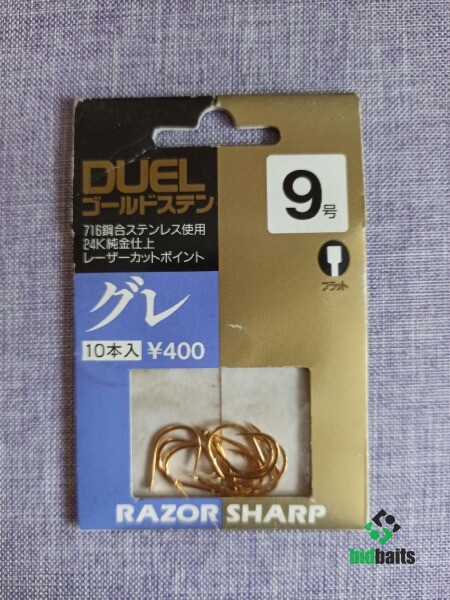 DUEL
ゴールドステン
716鋼合ステンレス使用
24K純金仕上
レーザーカットポイント
グレ
10本入 ¥400
9号
フラット
RAZOR SHARP
bidbaits